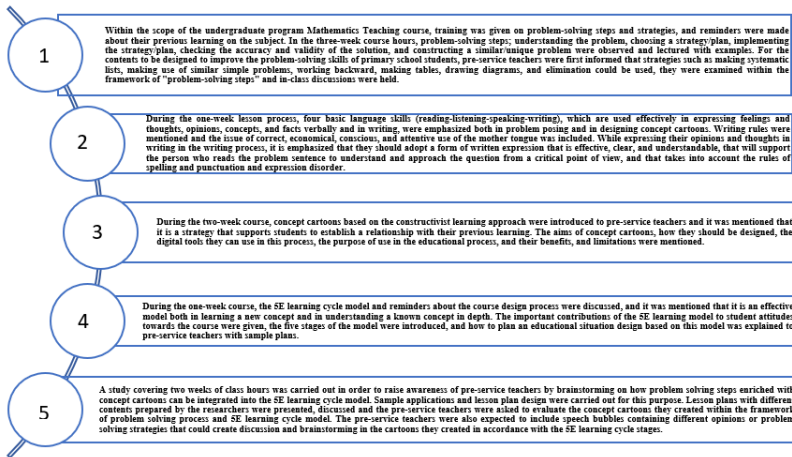 1
Within the scope of the undergraduate program Mathematics Teaching course, training was given on problem-solving steps and strategies, and reminders were made
about their previous learning on the subject. In the three-week course hours, problem-solving steps; understanding the problem, choosing a strategy/plan, implementing
the strategy/plan, checking the accuracy and validity of the solution, and constructing a similar/unique problem were observed and lectured with examples. For the
contents to be designed to improve the problem-solving skills of primary school students, pre-service teachers were first informed that strategies such as making systematic
lists, making use of similar simple problems, working backward, making tables, drawing diagrams, and elimination could be used, they were examined within the
framework of "problem-solving steps" and in-class discussions were held.
2
During the one-week lesson process, four basic language skills (reading-listening-speaking-writing), which are used effectively in expressing feelings and
thoughts, opinions, concepts, and facts verbally and in writing, were emphasized both in problem posing and in designing concept cartoons. Writing rules were
mentioned and the issue of correct, economical, conscious, and attentive use of the mother tongue was included. While expressing their opinions and thoughts in
writing in the writing process, it is emphasized that they should adopt a form of written expression that is effective, clear, and understandable, that will support
the person who reads the problem sentence to understand and approach the question from a critical point of view, and that takes into account the rules of
spelling and punctuation and expression disorder.
3
During the two-week course, concept cartoons based on the constructivist learning approach were introduced to pre-service teachers and it was mentioned that
it is a strategy that supports students to establish a relationship with their previous learning. The aims of concept cartoons, how they should be designed, the
digital tools they can use in this process, the purpose of use in the educational process, and their benefits, and limitations were mentioned.
4
During the one-week course, the 5E learning cycle model and reminders about the course design process were discussed, and it was mentioned that it is an effective
model both in learning a new concept and in understanding a known concept in depth. The important contributions of the 5E learning model to student attitudes
towards the course were given, the five stages of the model were introduced, and how to plan an educational situation design based on this model was explained to
pre-service teachers with sample plans.
5
A study covering two weeks of class hours was carried out in order to raise awareness of pre-service teachers by brainstorming on how problem solving steps enriched with
concept cartoons can be integrated into the 5E learning cycle model. Sample applications and lesson plan design were carried out for this purpose. Lesson plans with different
contents prepared by the researchers were presented, discussed and the pre-service teachers were asked to evaluate the concept cartoons they created within the framework
of problem solving process and 5E learning cycle model. The pre-service teachers were also expected to include speech bubbles containing different opinions or problem
solving strategies that could create discussion and brainstorming in the cartoons they created in accordance with the 5E learning cycle stages.